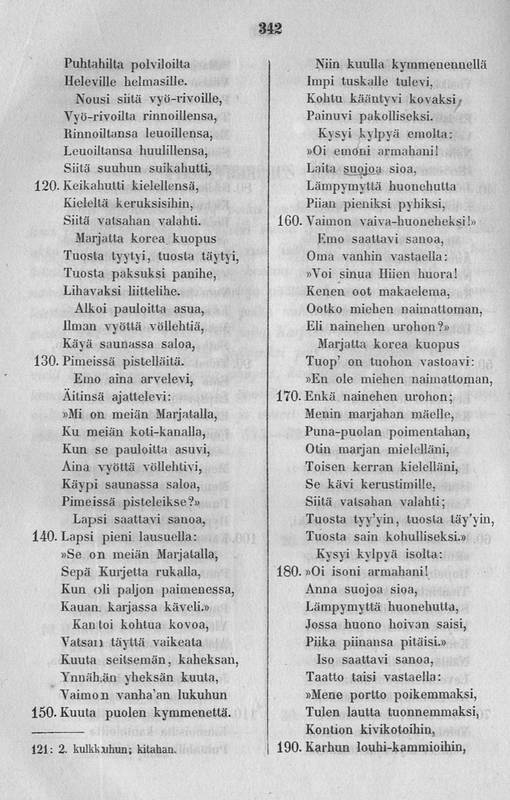 342
Puhtahilta polviloilta
Heleville helmasille.
Nousi siitä vyö-rivoille,
Vyö-rivoilta rinnoillensa,
Rinnoiltansa leuoillensa,
Leuoiltansa huulillensa,
Siitä suuhun suikahutti,
120. Keikahutti kielellensä,
Kieleltä keruksisihin,
Siitä vatsahan valahti.
Marjatta korea kuopus
Tuosta tyytyi, tuosta täytyi,
Tuosta paksuksi panihe,
Lihavaksi liittelihe.
Alkoi pauloitta asua,
Ilman vyöttä völlehtiä,
Käyä saunassa saloa,
130. Pimeissä pistelläitä.
Emo aina arvelevi,
Äitinsä ajattelevi:
»Mi on meiän Marjatalla,
Ku meiän koti-kanalla,
Kun se pauloitta asuvi,
Aina vyöttä völlehtivi,
Käypi saunassa saloa,
Pimeissä pisteleikse?»
Lapsi saattavi sanoa,
140. Lapsi pieni lausuella:
»Se on meiän Marjatalla,
Sepä Kurjetta rukalla,
Kun oli paljon paimenessa,
Kauan karjassa käveli.»
Kantoi kohtua kovoa,
Vatsan täyttä vaikeata
Kuuta seitsemän, kaheksan,
Ynnähän yheksän kuuta,
Vaimon vanha'an lukuhun
150. Kuuta puolen kymmenettä.
121: 2. kulkkuhun; kitahan.
Niin kuulla kymmenennellä
Impi tuskalle tulevi,
Kohtu kääntyvi kovaksi,
Painuvi pakolliseksi.
Kysyi kylpyä emolta:
»Oi emoni armahani!
Laita suojoa sioa,
Lämpymyttä huonehutta
Piian pieniksi pyhiksi,
160. Vaimon vaiva-huoneheksi!»
Emo saattavi sanoa,
Oma vanhin vastaella:
»Voi sinua Hiien huora!
Kenen oot makaelema,
Ootko miehen naimattoman,
Eli nainehen urohon?»
Marjatta korea kuopus
Tuop' on tuohon vastoavi:
»En ole miehen naimattoman,
170. Enkä nainehen urohon;
Menin marjahan mäelle,
Puna-puolan poimentahan,
Otin marjan mielelläni,
Toisen kerran kielelläni,
Se kävi kerustimille,
Siitä vatsahan valahti;
Tuosta tyy'yin, tuosta täy'yin,
Tuosta sain kohulliseksi.»
Kysyi kylpyä isolta:
180. »Oi isoni armahani!
Anna suojoa sioa,
Lämpymyttä huonehutta,
Jossa huono hoivan saisi,
Piika piinansa pitäisi.»
Iso saattavi sanoa,
Taatto taisi vastaella:
»Mene portto poikemmaksi,
Tulen lautta tuonnemmaksi,
Kontion kivikotoihin,
190. Karhun louhi-kammioihin,